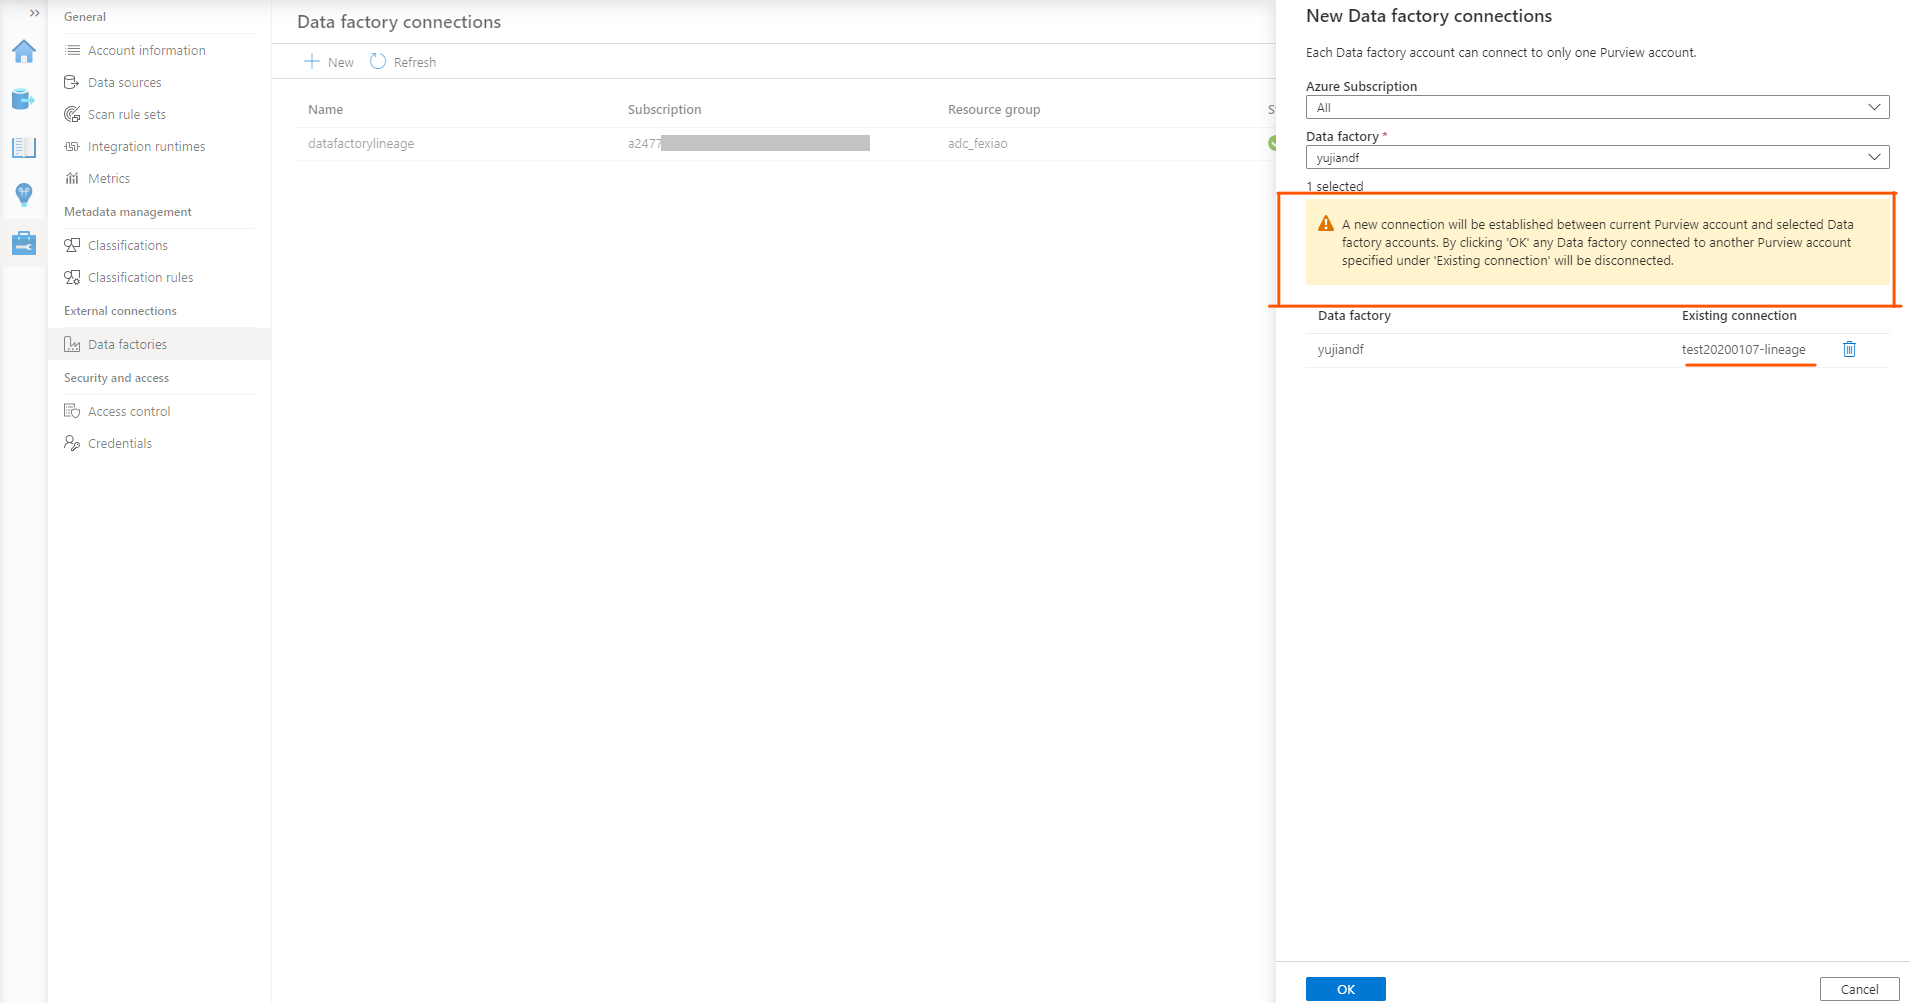 General
Account information
Data sources
Scan rule sets
Integration runtimes
Metrics
Metadata management
Classifications
Classification rules
External connections
Data factories
Security and access
Access control
Credentials
Data factory connections
New Refresh
Name Subscription Resource group
datafactorylineage a2477 adc_fexiao
New Data factory connections
Each Data factory account can connect to only one Purview account.
Azure Subscription
All
Data factory *
yujiandf
1 selected
A new connection will be established between current Purview account and selected Data
factory accounts. By clicking 'OK' any Data factory connected to another Purview account
specified under 'Existing connection' will be disconnected.
Data factory Existing connection
yujiandf test20200107-lineage
OK Cancel